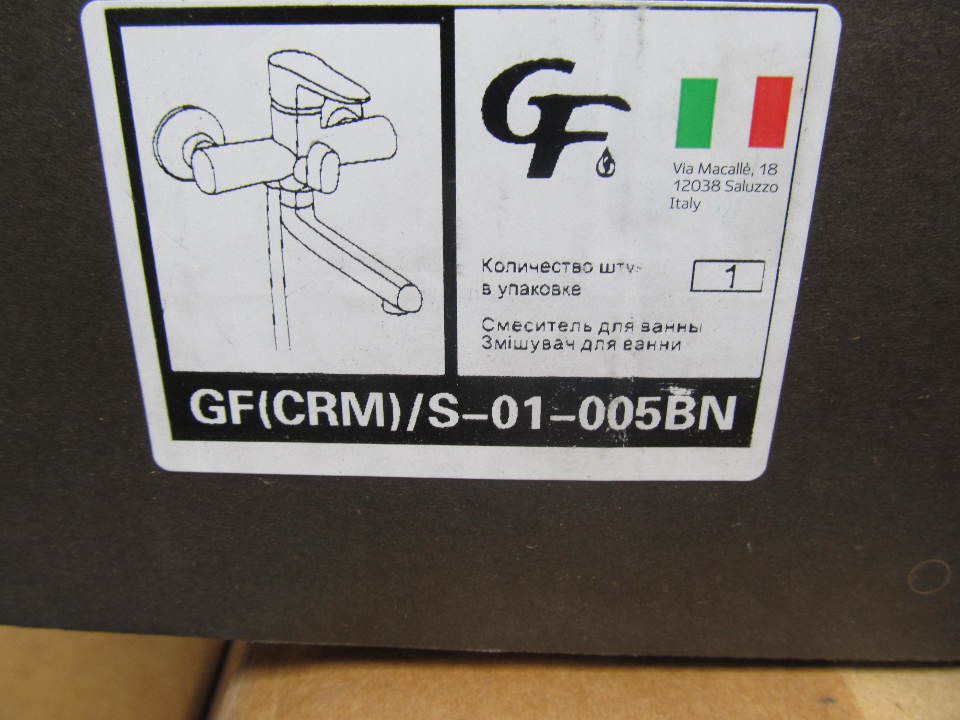 GF
Via Macallè, 18
12038 Saluzzo
Italy
Количество
в упаковке
1
Смеситель для ванны
Змішувач для ванни
GF(CRM)/S-01-005BN